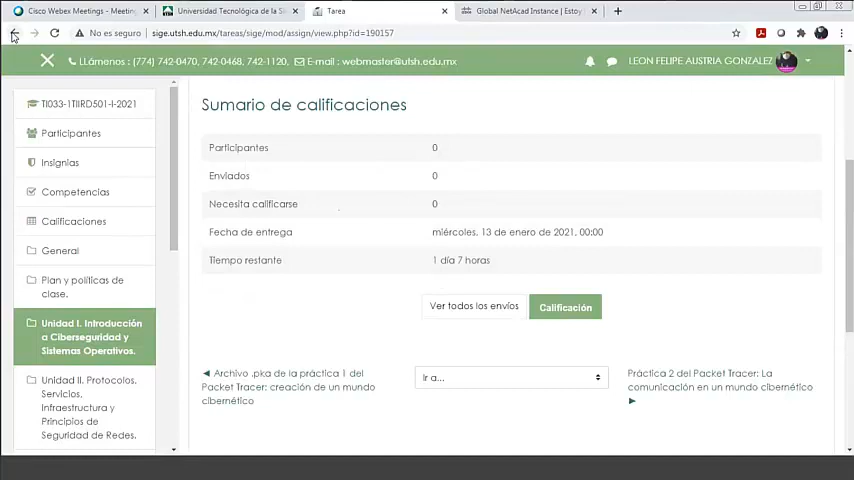 Cisco Webex Meetings - Meeting
Universidad Tecnológica de la Si
Tarea
Global NetAcad Instance | Estoy
No es seguro
sige.utsh.edu.mx/tareas/sige/mod/assign/view.php?id=190157
LLámenos : (774) 742-0470, 742-0468, 742-1120,
E-mail : webmaster@utsh.edu.mx
LEON FELIPE AUSTRIA GONZALEZ
TI033-1TIIRD501-I-2021
Participantes
Insignias
Competencias
Calificaciones
General
Plan y políticas de
clase.
Unidad I. Introducción
a Ciberseguridad y
Sistemas Operativos.
Unidad II. Protocolos,
Servicios,
Infraestructura y
Principios de
Seguridad de Redes.
Sumario de calificaciones
Participantes 0
Enviados 0
Necesita calificarse 0
Fecha de entrega miércoles, 13 de enero de 2021, 00:00
Tiempo restante 1 día 7 horas
Ver todos los envíos
Calificación
◄ Archivo .pka de la práctica 1 del
Packet Tracer: creación de un mundo
cibernético
Ir a...
Práctica 2 del Packet Tracer: La
comunicación en un mundo cibernético
►